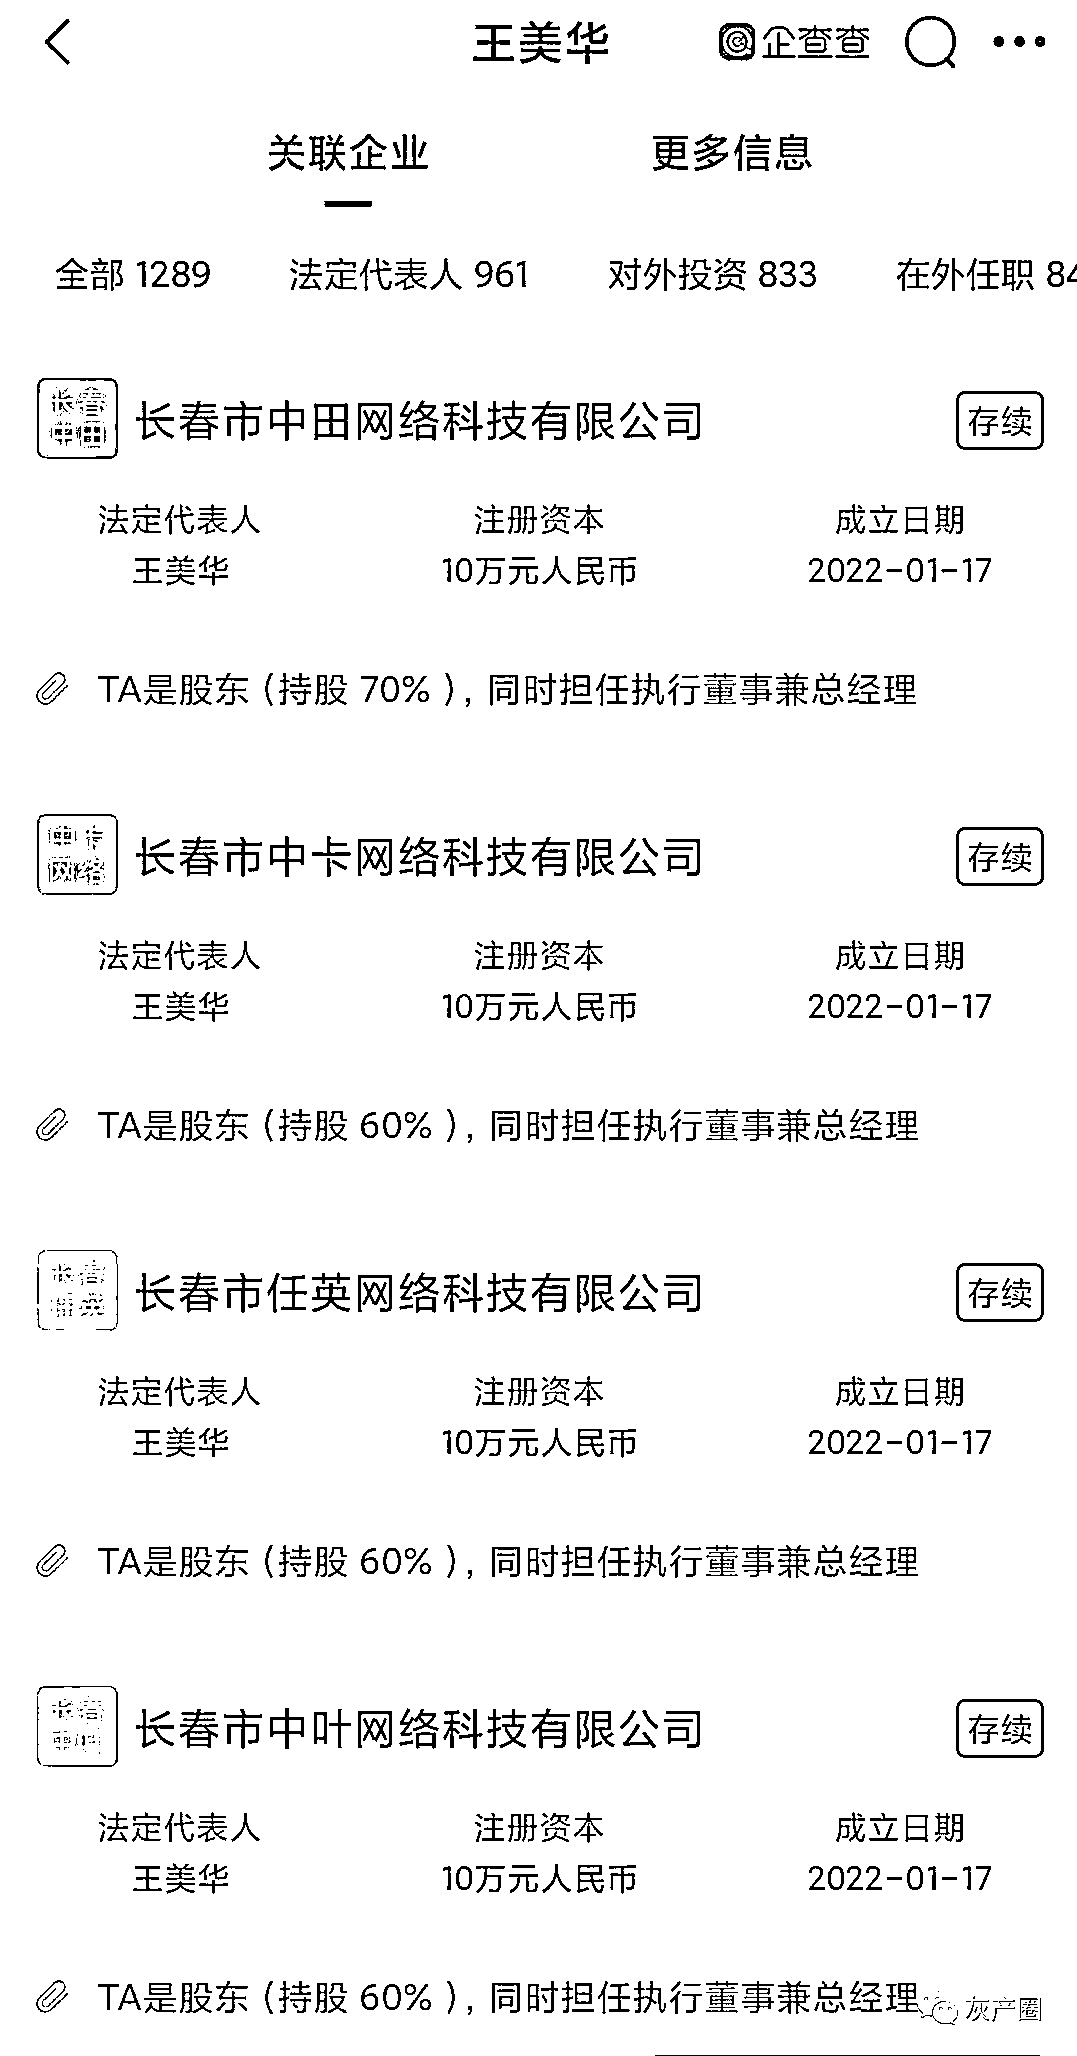 王美华 企查查
关联企业 更多信息
全部 1289 法定代表人 961 对外投资 833 在外任职 84
长春
中田
长春市中田网络科技有限公司 存续
法定代表人 注册资本 成立日期
王美华 10万元人民币 2022-01-17
TA是股东（持股 70% ），同时担任执行董事兼总经理
中卡
网络
长春市中卡网络科技有限公司 存续
法定代表人 注册资本 成立日期
王美华 10万元人民币 2022-01-17
TA是股东（持股 60% ），同时担任执行董事兼总经理
长春
任英
长春市任英网络科技有限公司 存续
法定代表人 注册资本 成立日期
王美华 10万元人民币 2022-01-17
TA是股东（持股 60% ），同时担任执行董事兼总经理
长春
中叶
长春市中叶网络科技有限公司 存续
法定代表人 注册资本 成立日期
王美华 10万元人民币 2022-01-17
TA是股东（持股 60% ），同时担任执行董事兼总经理
灰产圈